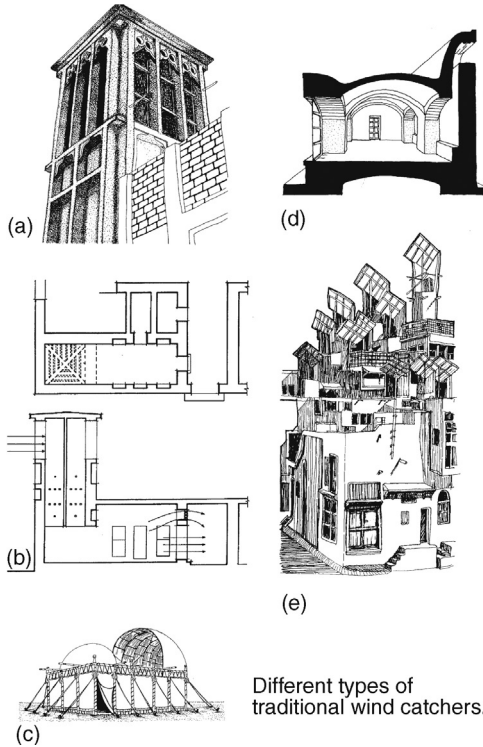 (a)
(d)
(b)
(e)
(c)
Different types of
traditional wind catchers.